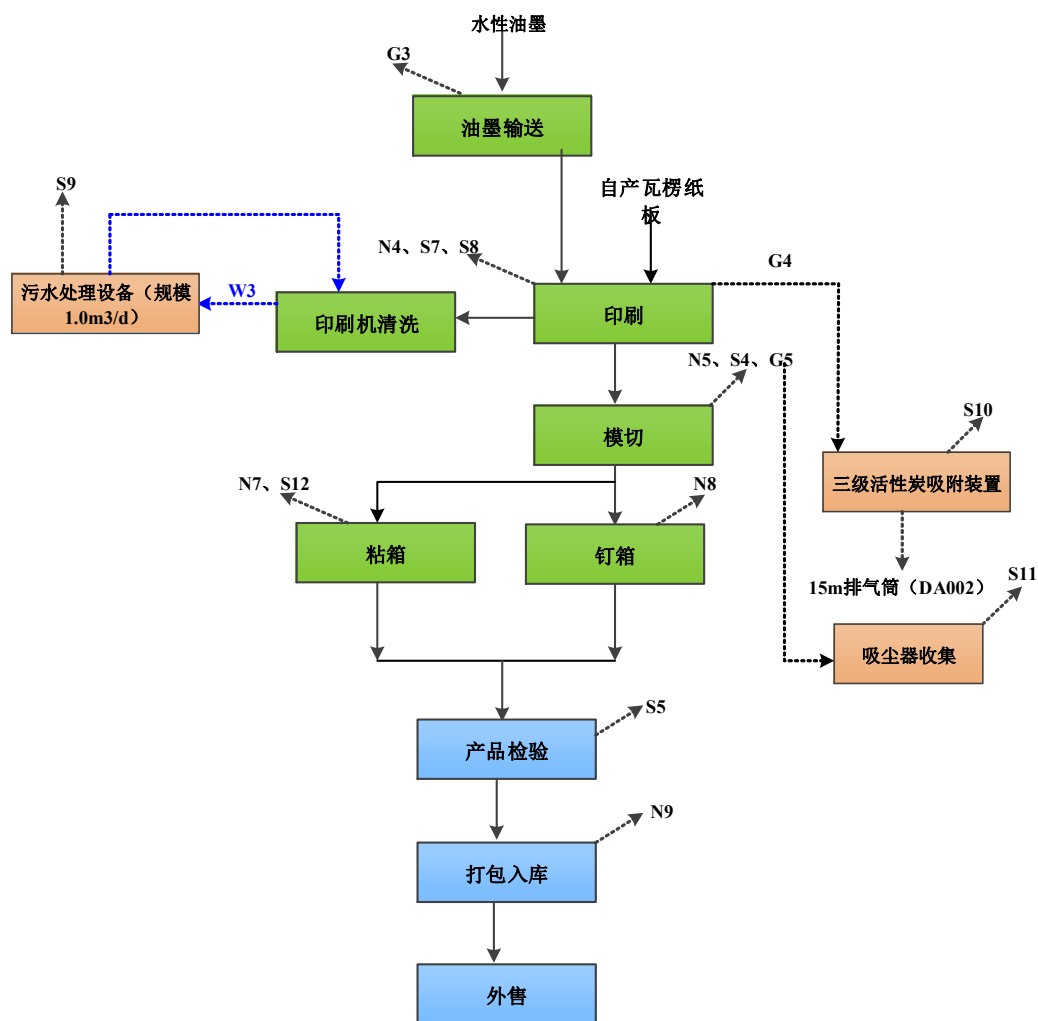 水性油墨
G3
油墨输送
自产瓦楞纸
板
S9
N4、S7、S8
G4
污水处理设备（规模
1.0m3/d）
W3
印刷机清洗
印刷
N5、S4、G5
模切
S10
三级活性炭吸附装置
N7、S12
N8
粘箱
钉箱
15m排气筒（DA002）
S11
吸尘器收集
S5
产品检验
N9
打包入库
外售